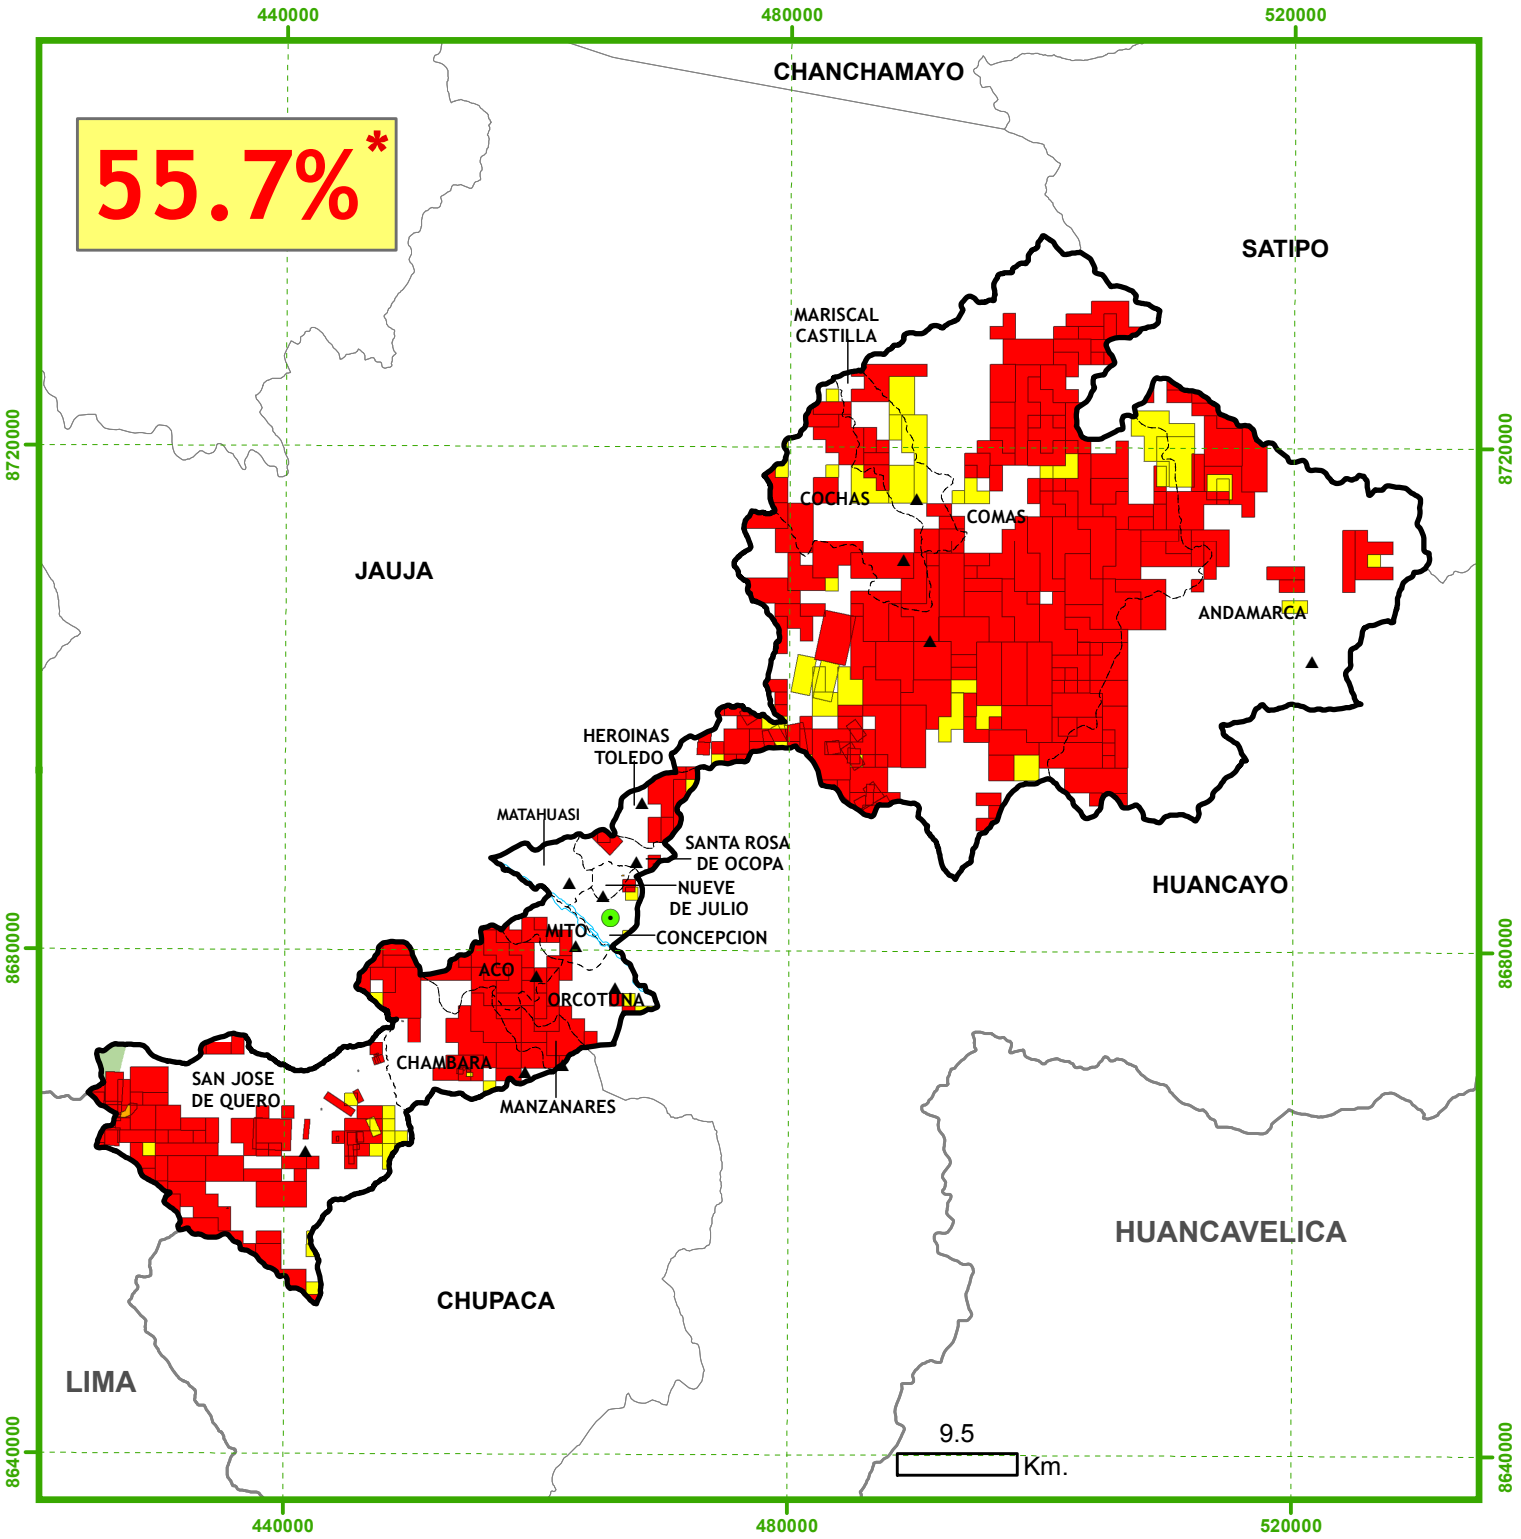 440000
480000
520000
CHANCHAMAYO
55.7%*
SATIPO
MARISCAL
CASTILLA
8720000
8720000
COCHAS
COMAS
JAUJA
ANDAMARCA
HEROINAS
TOLEDO
MATAHUASI
SANTA ROSA
DE OCOPA
HUANCAYO
NUEVE
DE JULIO
MITO
CONCEPCION
8680000
8680000
ACO
ORCOTUNA
CHAMBARA
SAN JOSE
DE QUERO
MANZANARES
HUANCAVELICA
CHUPACA
LIMA
9.5
Km.
8640000
8640000
440000
480000
520000